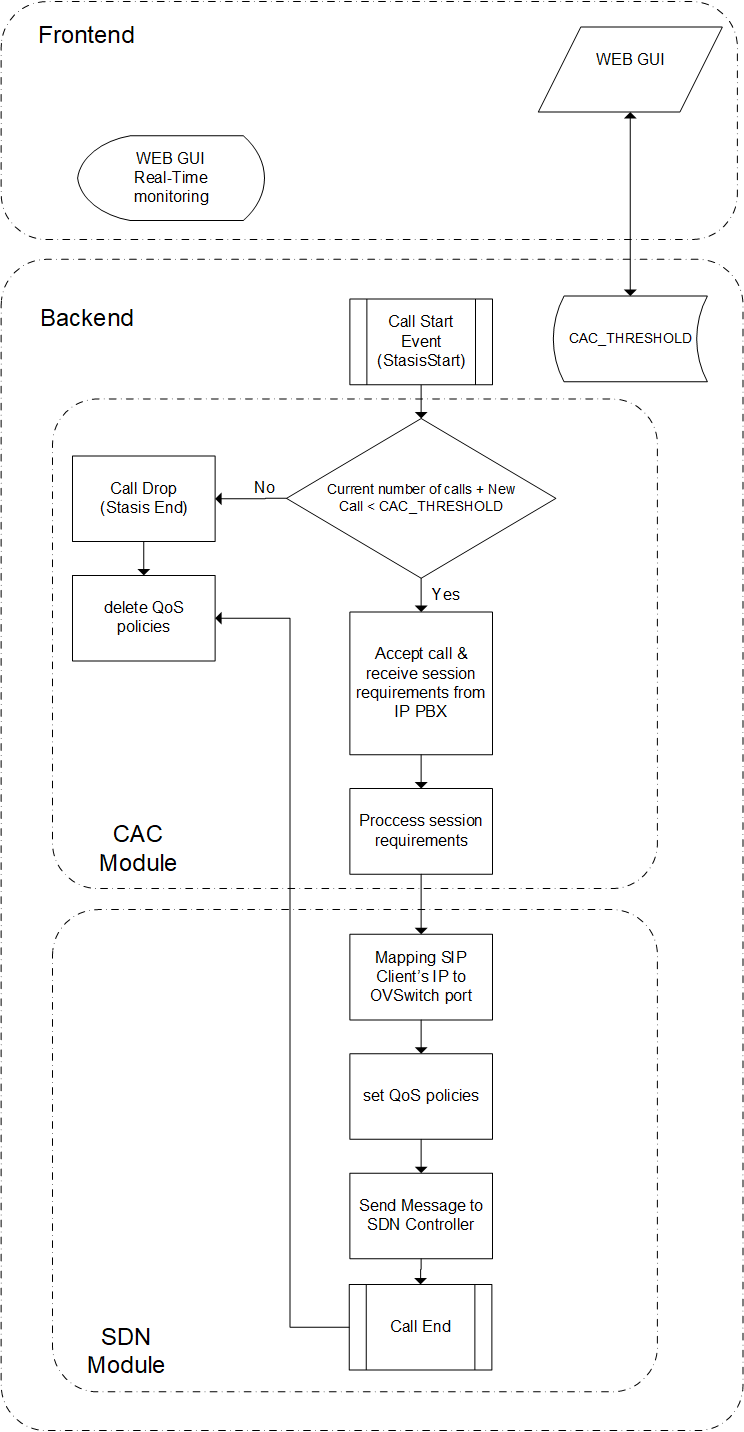 Frontend
WEB GUI
WEB GUI
Real-Time
monitoring
Backend
Call Start
Event
(StasisStart)
CAC_THRESHOLD
Current number of calls + New
Call < CAC_THRESHOLD
No
Call Drop
(Stasis End)
Yes
delete QoS
policies
Accept call &
receive session
requirements from
IP PBX
Proccess session
requirements
CAC
Module
Mapping SIP
Client's IP to
OVSwitch port
set QoS policies
Send Message to
SDN Controller
Call End
SDN
Module